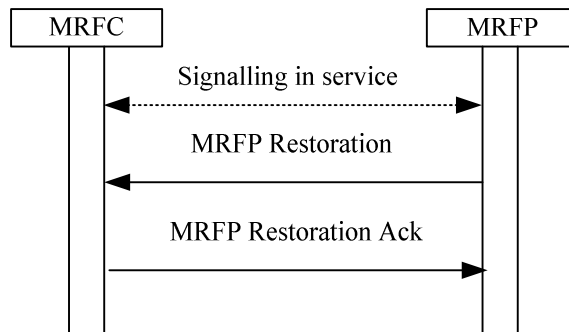 MRFC
MRFP
Signalling in service
MRFP Restoration
MRFP Restoration Ack